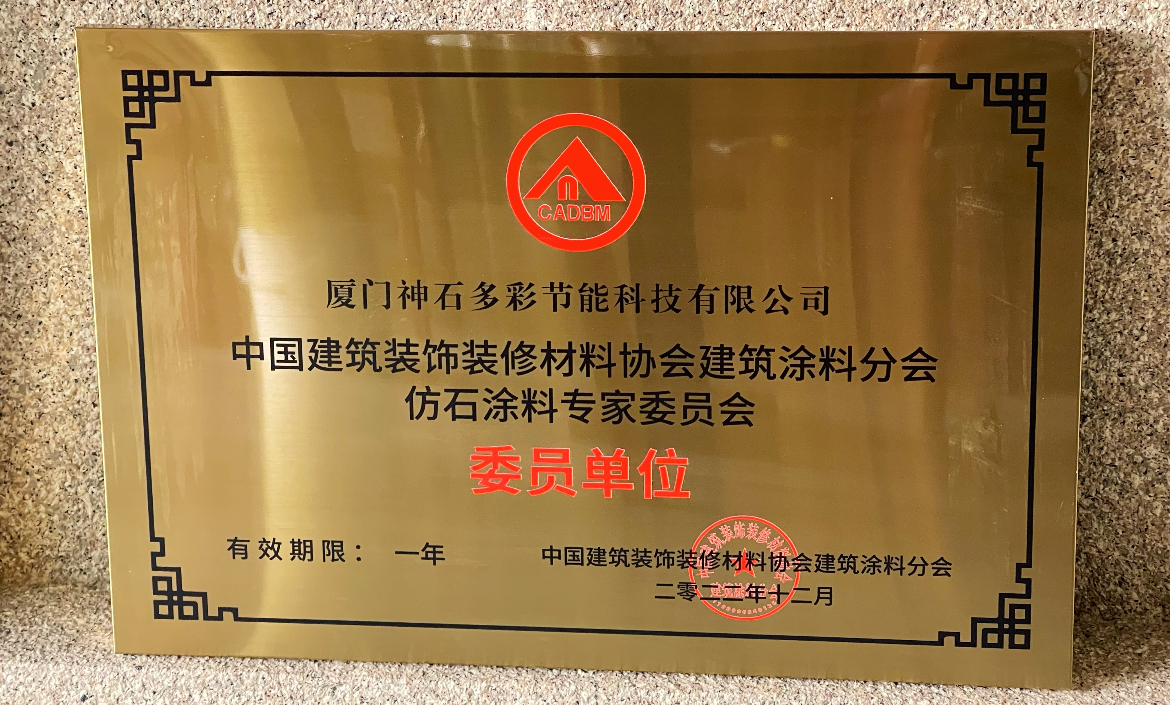 CADBM
厦门神石多彩节能科技有限公司
中国建筑装饰装修材料协会建筑涂料分会
仿石涂料专家委员会
委员单位
有效期限：一年
中国建筑装饰装修材料协会建筑涂料分会
二零二二年十二月